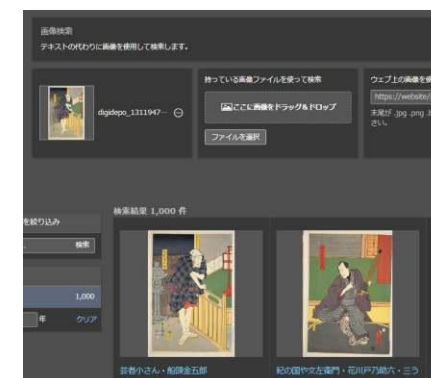 画像検索
テキストの代わりに画像を使用して検索します。
digidepo_1311947…
持っている画像ファイルを使って検索
ここに画像をドラッグ&ドロップ
ファイルを選択
ウェブ上の画像を使
https://website/
末尾が .jpg .png .
さい。
を絞り込み
検索
1,000
年
クリア
検索結果 1,000 件
芸者小さん・船頭金五郎
紀の国や文左衛門・花川戸乃助六・三う